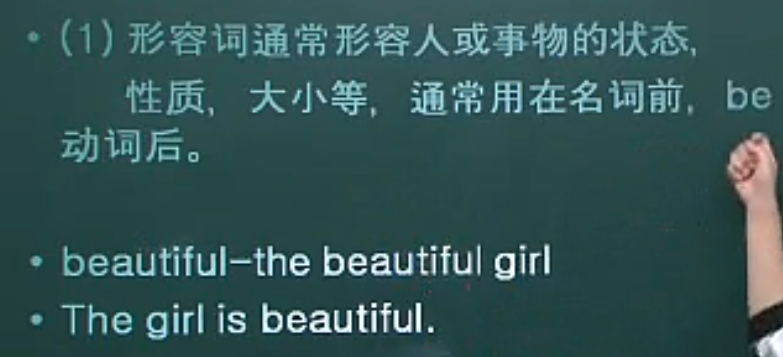 • (1) 形容词通常形容人或事物的状态,
性质, 大小等, 通常用在名词前, be
动词后。
• beautiful-the beautiful girl
• The girl is beautiful.